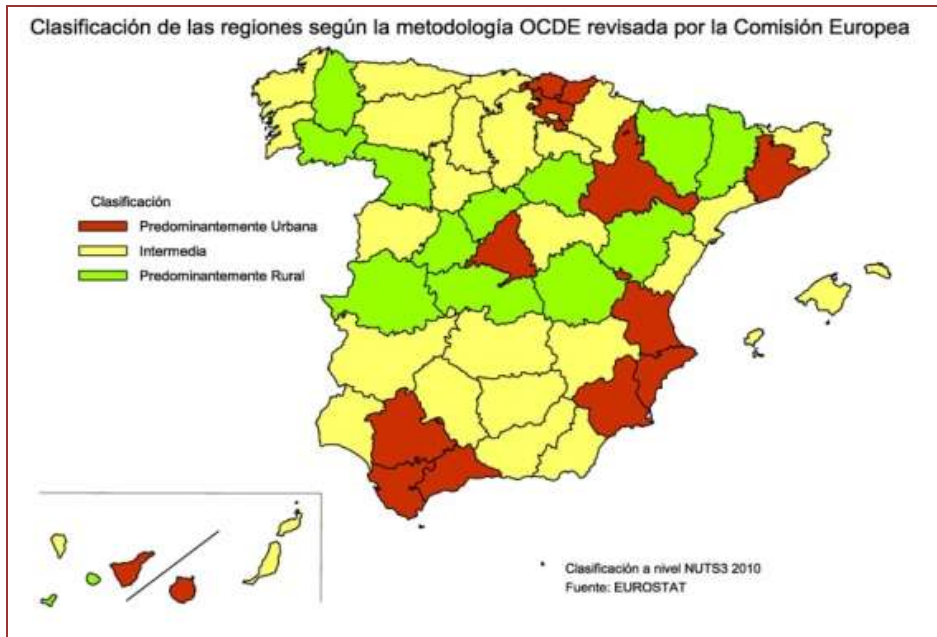 Clasificación de las regiones según la metodología OCDE revisada por la Comisión Europea
Clasificación
Predominantemente Urbana
Intermedia
Predominantemente Rural
* Clasificación a nivel NUTS3 2010
Fuente: EUROSTAT